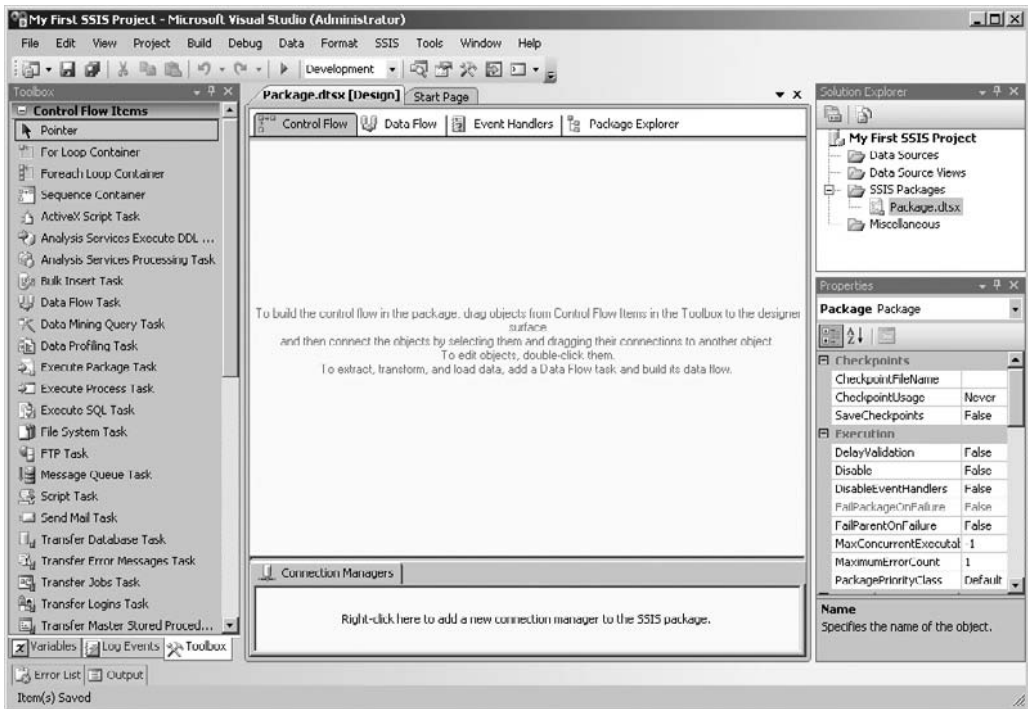 My First SSIS Project - Microsoft Visual Studio (Administrator)
File Edit View Project Build Debug Data Format SSIS Tools Window Help
Development
Toolbox
Control Flow Items
Pointer
For Loop Container
Foreach Loop Container
Sequence Container
ActiveX Script Task
Analysis Services Execute DDL ...
Analysis Services Processing Task
Bulk Insert Task
Data Flow Task
Data Mining Query Task
Data Profiling Task
Execute Package Task
Execute Process Task
Execute SQL Task
File System Task
FTP Task
Message Queue Task
Script Task
Send Mail Task
Transfer Database Task
Transfer Error Messages Task
Transfer Jobs Task
Transfer Logins Task
Transfer Master Stored Proced...
Variables Log Events Toolbox
Package.dtsx [Design] Start Page
Control Flow Data Flow Event Handlers Package Explorer
To build the control flow in the package, drag objects from Control Flow Items in the Toolbox to the designer
surface
and then connect the objects by selecting them and dragging their connections to another object
To edit objects, double-click them.
To extract, transform, and load data, add a Data Flow task and build its data flow.
Connection Managers
Right-click here to add a new connection manager to the SSIS package.
Solution Explorer
My First SSIS Project
Data Sources
Data Source Views
SSIS Packages
Package.dtsx
Miscellaneous
Properties
Package Package
Checkpoints
CheckpointFileName
CheckpointUsage Never
SaveCheckpoints False
Execution
DelayValidation False
Disable False
DisableEventHandlers False
FailPackageOnFailure False
FailParentOnFailure False
MaxConcurrentExecutabl -1
MaximumErrorCount 1
PackagePriorityClass Default
Name
Specifies the name of the object.
Error List Output
Item(s) Saved